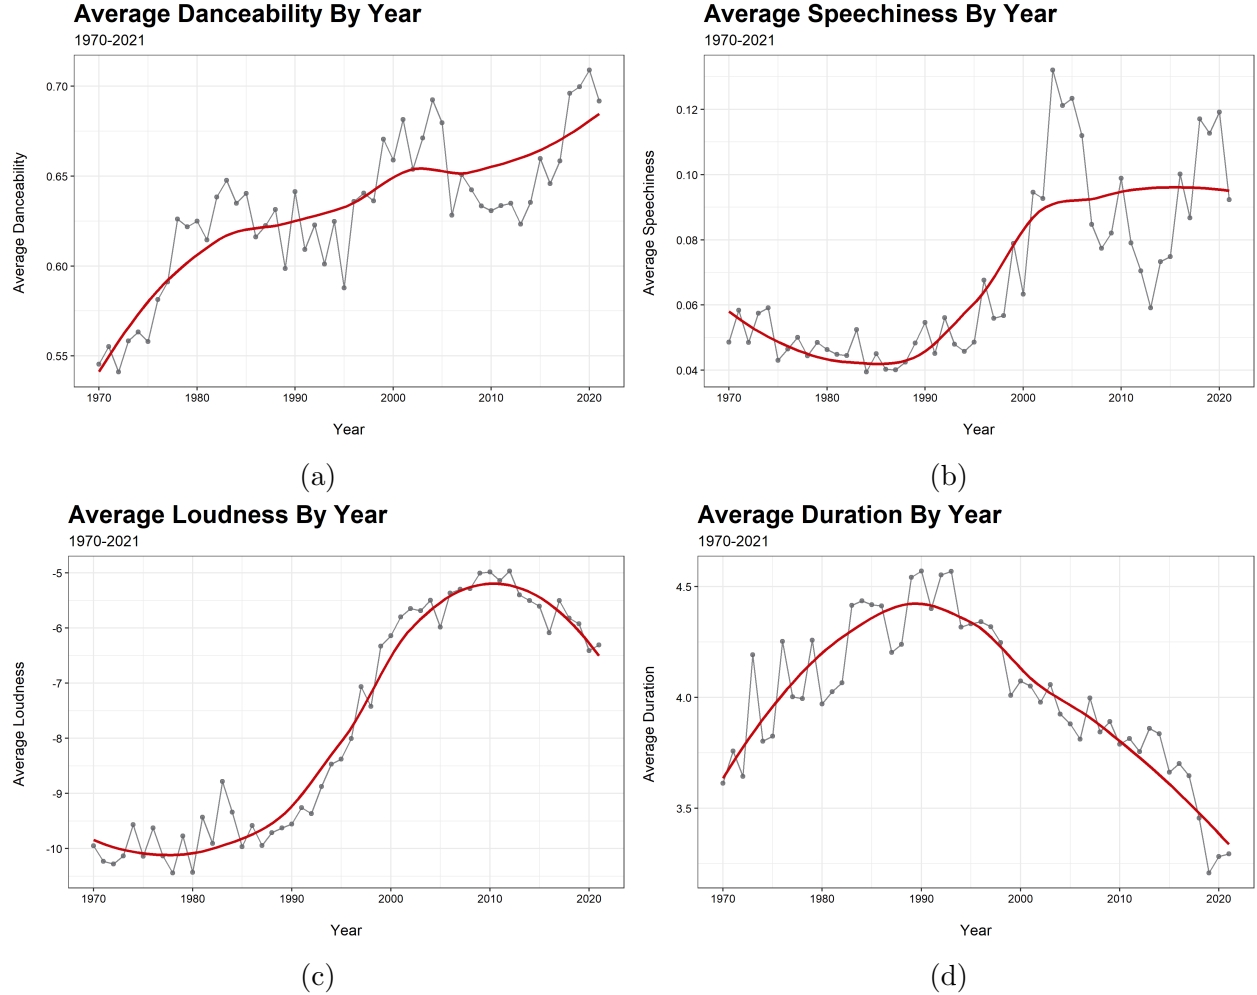 Average Danceability By Year
1970-2021
Average Danceability
0.70
0.65
0.60
0.55
1970 1980 1990 2000 2010 2020
Year
(a)
Average Speechiness By Year
1970-2021
Average Speechiness
0.12
0.10
0.08
0.06
0.04
1970 1980 1990 2000 2010 2020
Year
(b)
Average Loudness By Year
1970-2021
Average Loudness
-5
-6
-7
-8
-9
-10
1970 1980 1990 2000 2010 2020
Year
(c)
Average Duration By Year
1970-2021
Average Duration
4.5
4.0
3.5
1970 1980 1990 2000 2010 2020
Year
(d)